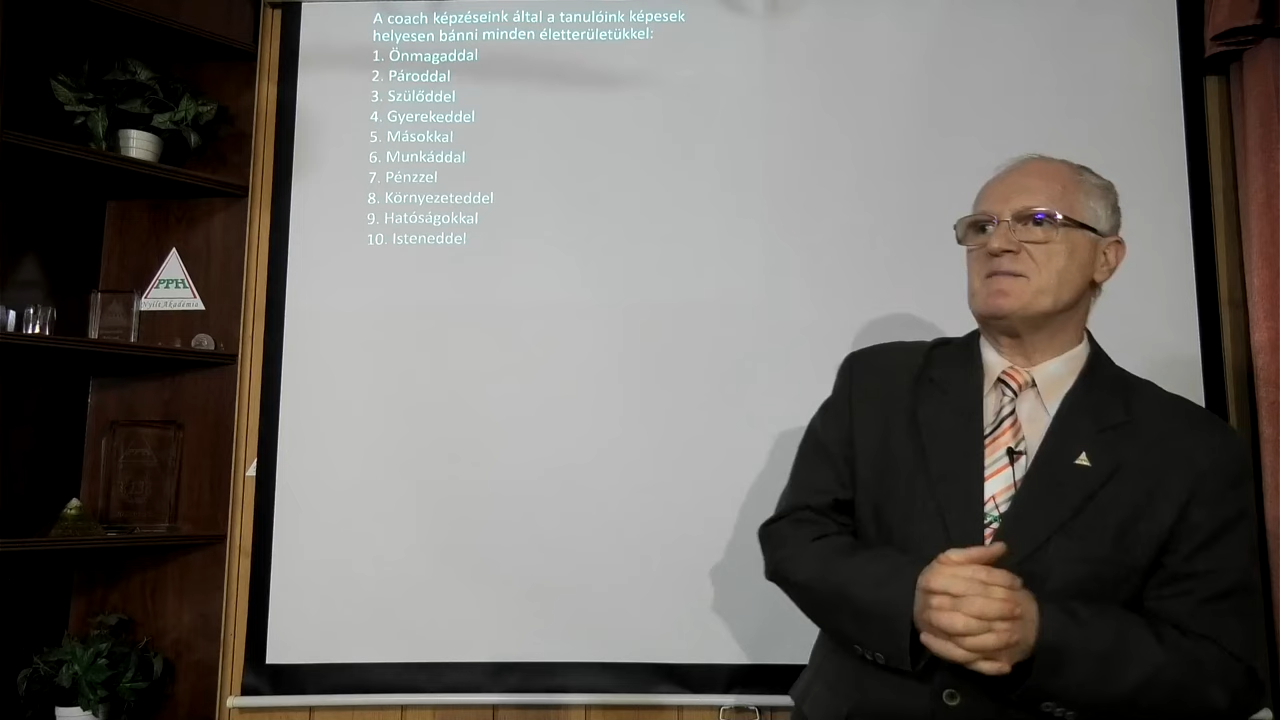 A coach képzéseink által a tanulóink képesek
helyesen bánni minden életterületükkel:
1. Önmagaddal
2. Pároddal
3. Szülőddel
4. Gyerekeddel
5. Másokkal
6. Munkáddal
7. Pénzzel
8. Környezeteddel
9. Hatóságokkal
10. Isteneddel
PPH
Nyílt Akadémia